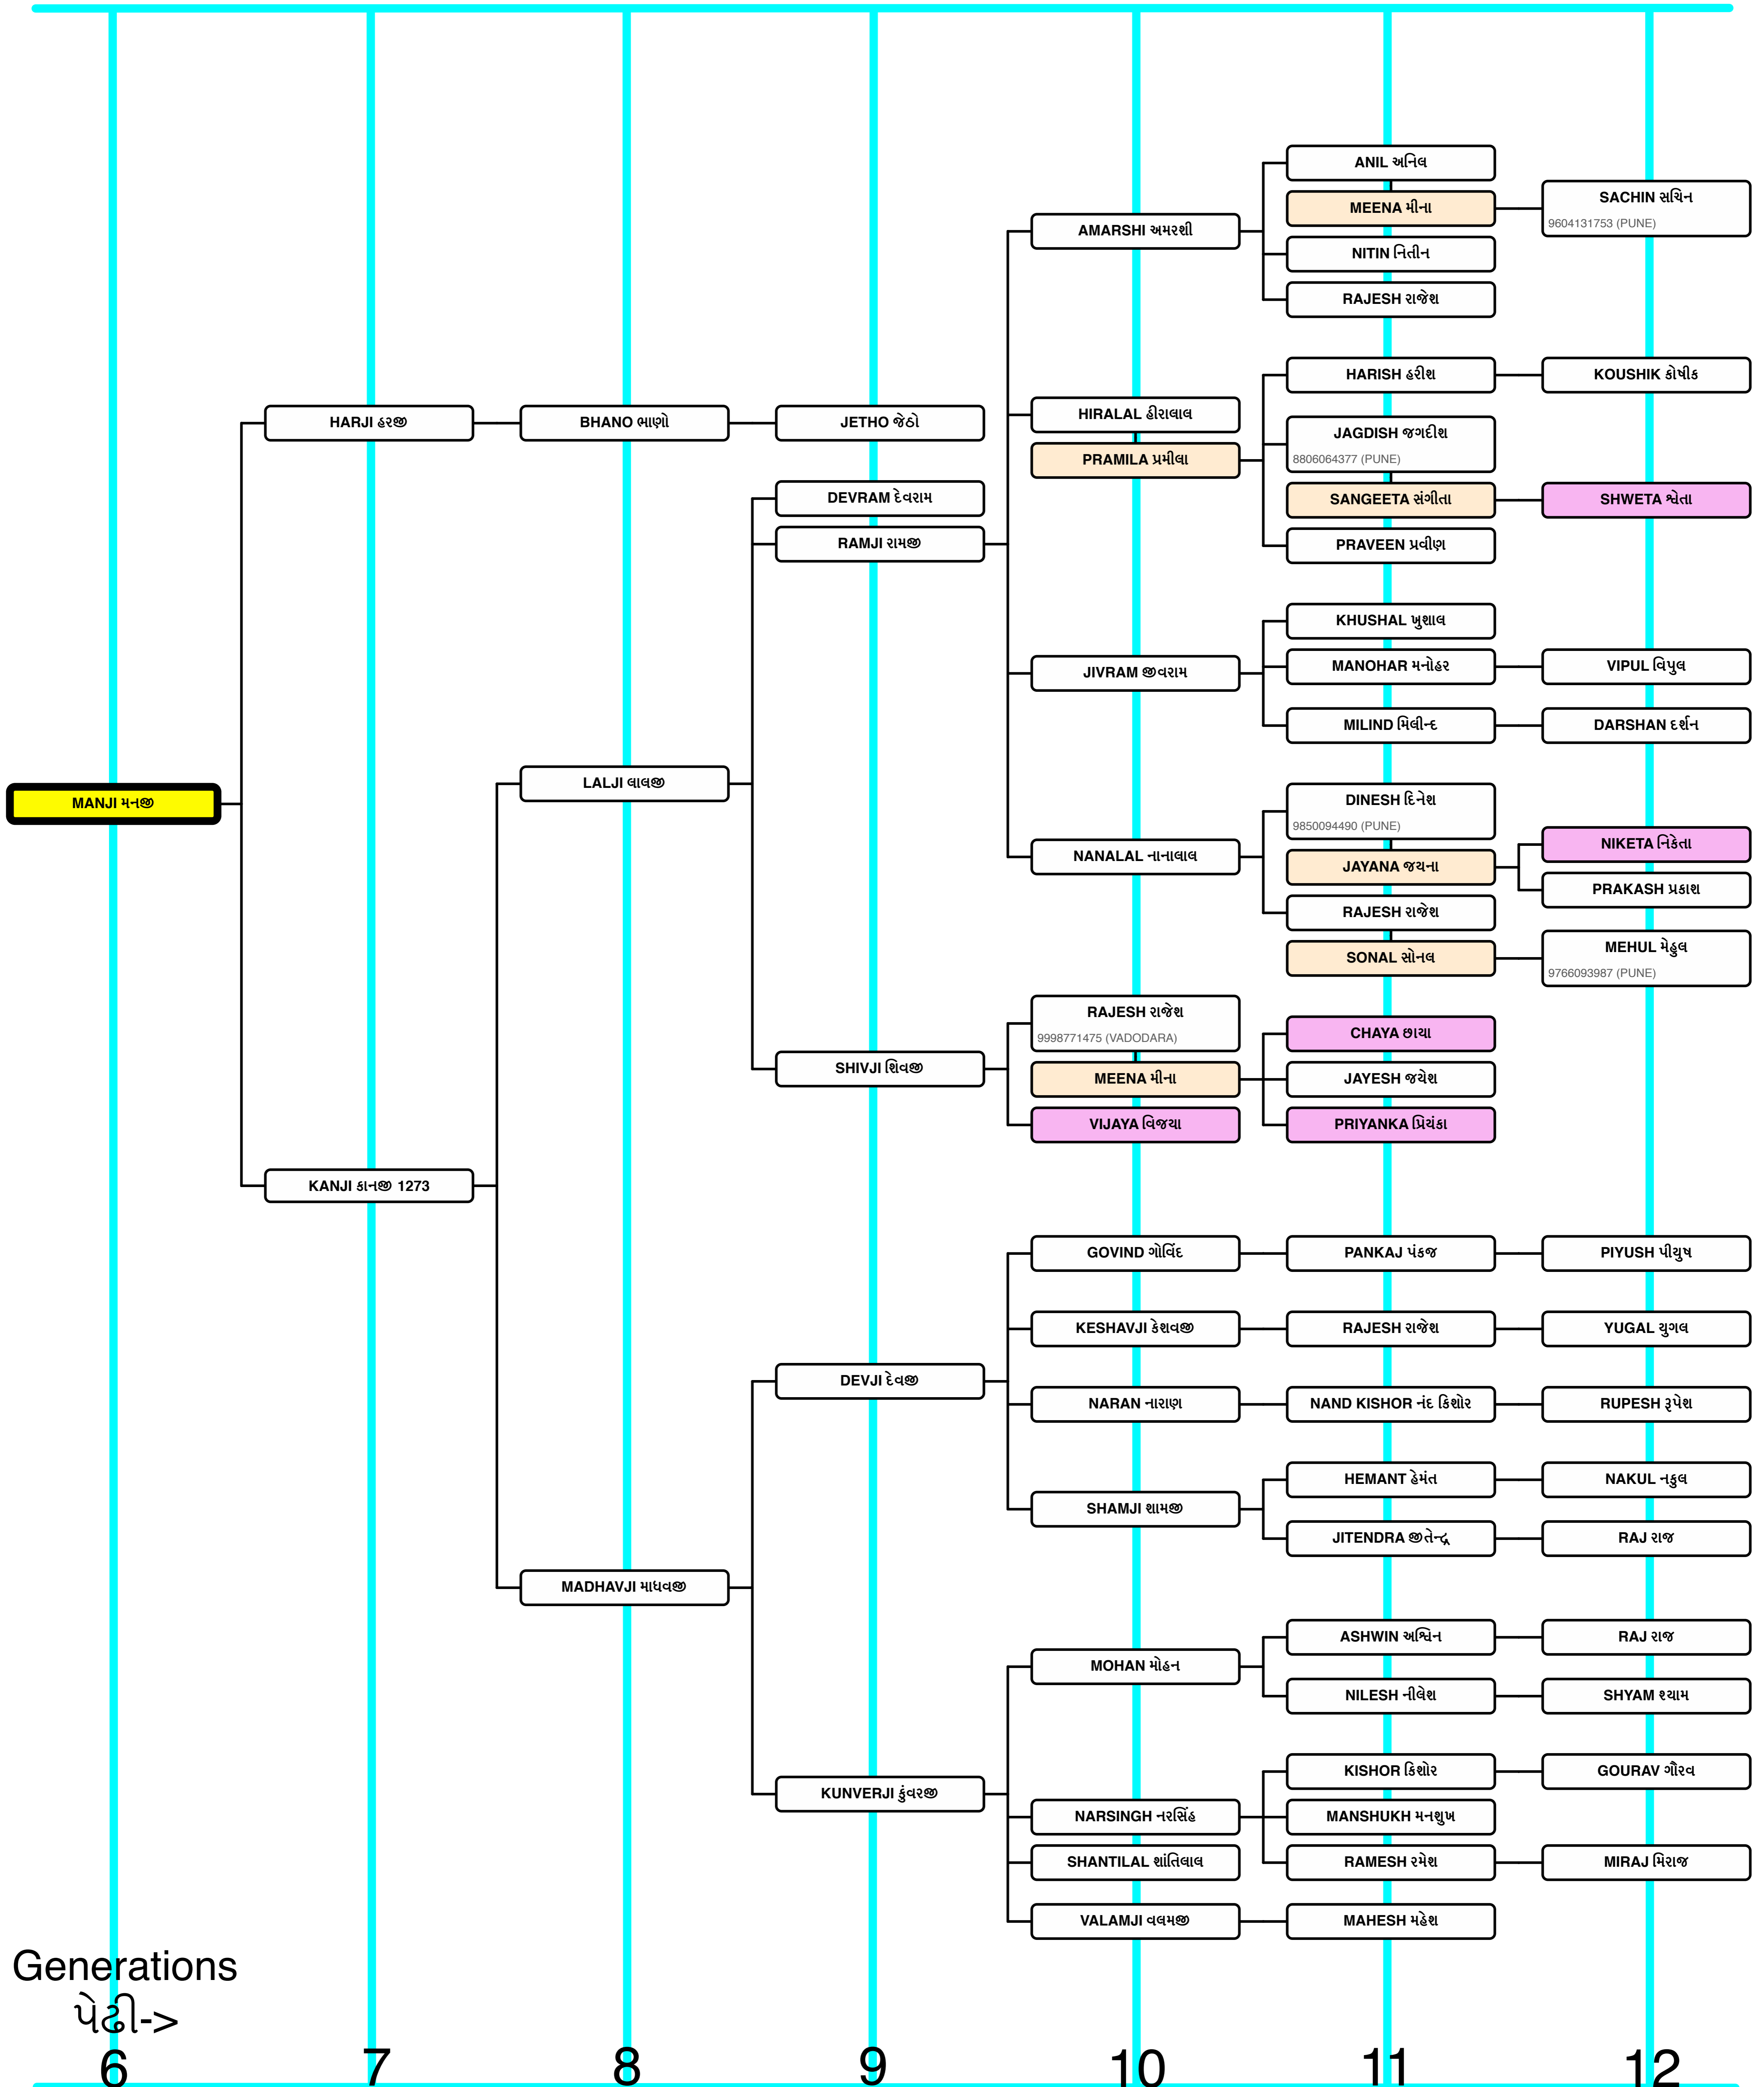 ANIL અનિલ
MEENA મીના
SACHIN સચિન
9604131753 (PUNE)
AMARSHI અમરશી
NITIN નિતીન
RAJESH રાજેશ
HARISH હરીશ
KOUSHIK કોષીક
HIRALAL હીરાલાલ
HARJI હરજી
BHANO ભાણો
JETHO જેઠો
JAGDISH જગદીશ
8806064377 (PUNE)
PRAMILA પ્રમીલા
DEVRAM દેવરામ
SANGEETA સંગીતા
SHWETA શ્વેતા
RAMJI રામજી
PRAVEEN પ્રવીણ
KHUSHAL ખુશાલ
JIVRAM જીવરામ
MANOHAR મનોહર
VIPUL વિપુલ
MILIND મિલીન્દ
DARSHAN દર્શન
LALJI લાલજી
MANJI મનજી
DINESH દિનેશ
9850094490 (PUNE)
NIKETA નિકેતા
NANALAL નાનાલાલ
JAYANA જયના
PRAKASH પ્રકાશ
RAJESH રાજેશ
SONAL સોનલ
MEHUL મેહુલ
9766093987 (PUNE)
RAJESH રાજેશ
9998771475 (VADODARA)
CHAYA છાયા
SHIVJI શિવજી
MEENA મીના
JAYESH જયેશ
VIJAYA વિજયા
PRIYANKA પ્રિયંકા
KANJI કાનજી 1273
GOVIND ગોવિંદ
PANKAJ પંકજ
PIYUSH પીયુષ
KESHAVJI કેશવજી
RAJESH રાજેશ
YUGAL યુગલ
DEVJI દેવજી
NARAN નારાણ
NAND KISHOR નંદ કિશોર
RUPESH રૂપેશ
HEMANT હેમંત
NAKUL નકુલ
SHAMJI શામજી
JITENDRA જીતેન્દ્ર
RAJ રાજ
MADHAVJI માધવજી
ASHWIN અશ્વિન
RAJ રાજ
MOHAN મોહન
NILESH નીલેશ
SHYAM શ્યામ
KISHOR કિશોર
GOURAV ગૌરવ
KUNVERJI કુંવરજી
NARSINGH નરસિંહ
MANSHUKH મનશુખ
SHANTILAL શાંતિલાલ
RAMESH રમેશ
MIRAJ મિરાજ
VALAMJI વલમજી
MAHESH મહેશ
Generations
પેઢી->
6 7 8 9 10 11 12